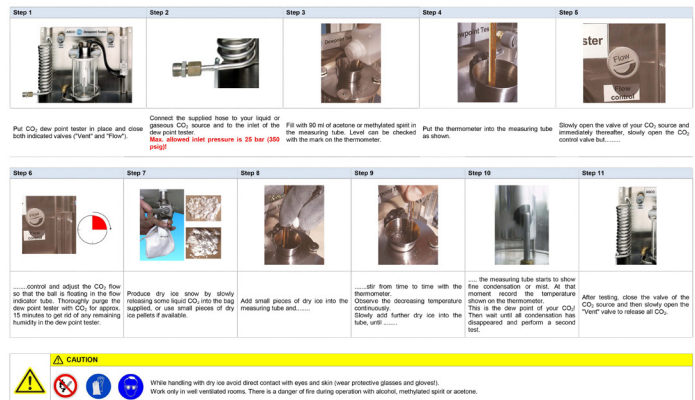 Step 1
Step 2
Step 3
Step 4
Step 5
Put CO₂ dew point tester in place and close
both indicated valves ("Vent" and "Flow").
Connect the supplied hose to your liquid or
gaseous CO₂ source and to the inlet of the
dew point tester.
Max. allowed inlet pressure is 25 bar (350
psig)!
Fill with 90 ml of acetone or methylated spirit in
the measuring tube. Level can be checked
with the mark on the thermometer.
Put the thermometer into the measuring tube
as shown.
ster
Flow
Flow
control
Slowly open the valve of your CO₂ source and
immediately thereafter, slowly open the CO₂
control valve but.........
Step 6
Step 7
Step 8
Step 9
Step 10
Step 11
Flow
.........control and adjust the CO₂ flow
so that the ball is floating in the flow
indicator tube. Thoroughly purge the
dew point tester with CO₂ for approx.
15 minutes to get rid of any remaining
humidity in the dew point tester.
Produce dry ice snow by slowly
releasing some liquid CO₂ into the bag
supplied, or use small pieces of dry
ice pellets if available.
Add small pieces of dry ice into the
measuring tube and........
........stir from time to time with the
thermometer.
Observe the decreasing temperature
continuously.
Slowly add further dry ice into the
tube, until ........
..... the measuring tube starts to show
fine condensation or mist. At that
moment record the temperature
shown on the thermometer.
This is the dew point of your CO₂!
Then wait until all condensation has
disappeared and perform a second
test.
After testing, close the valve of the
CO₂ source and then slowly open the
"Vent" valve to release all CO₂.
CAUTION
While handling with dry ice avoid direct contact with eyes and skin (wear protective glasses and gloves!).
Work only in well ventilated rooms. There is a danger of fire during operation with alcohol, methylated spirit or acetone.